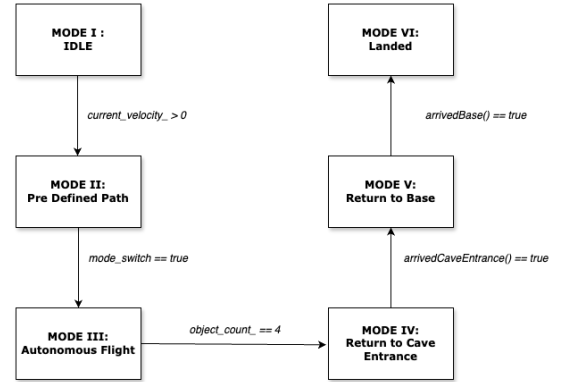 MODE I :
IDLE
current_velocity_ > 0
MODE II:
Pre Defined Path
mode_switch == true
MODE III:
Autonomous Flight
object_count_ == 4
MODE IV:
Return to Cave
Entrance
arrivedCaveEntrance() == true
MODE V:
Return to Base
arrivedBase() == true
MODE VI:
Landed